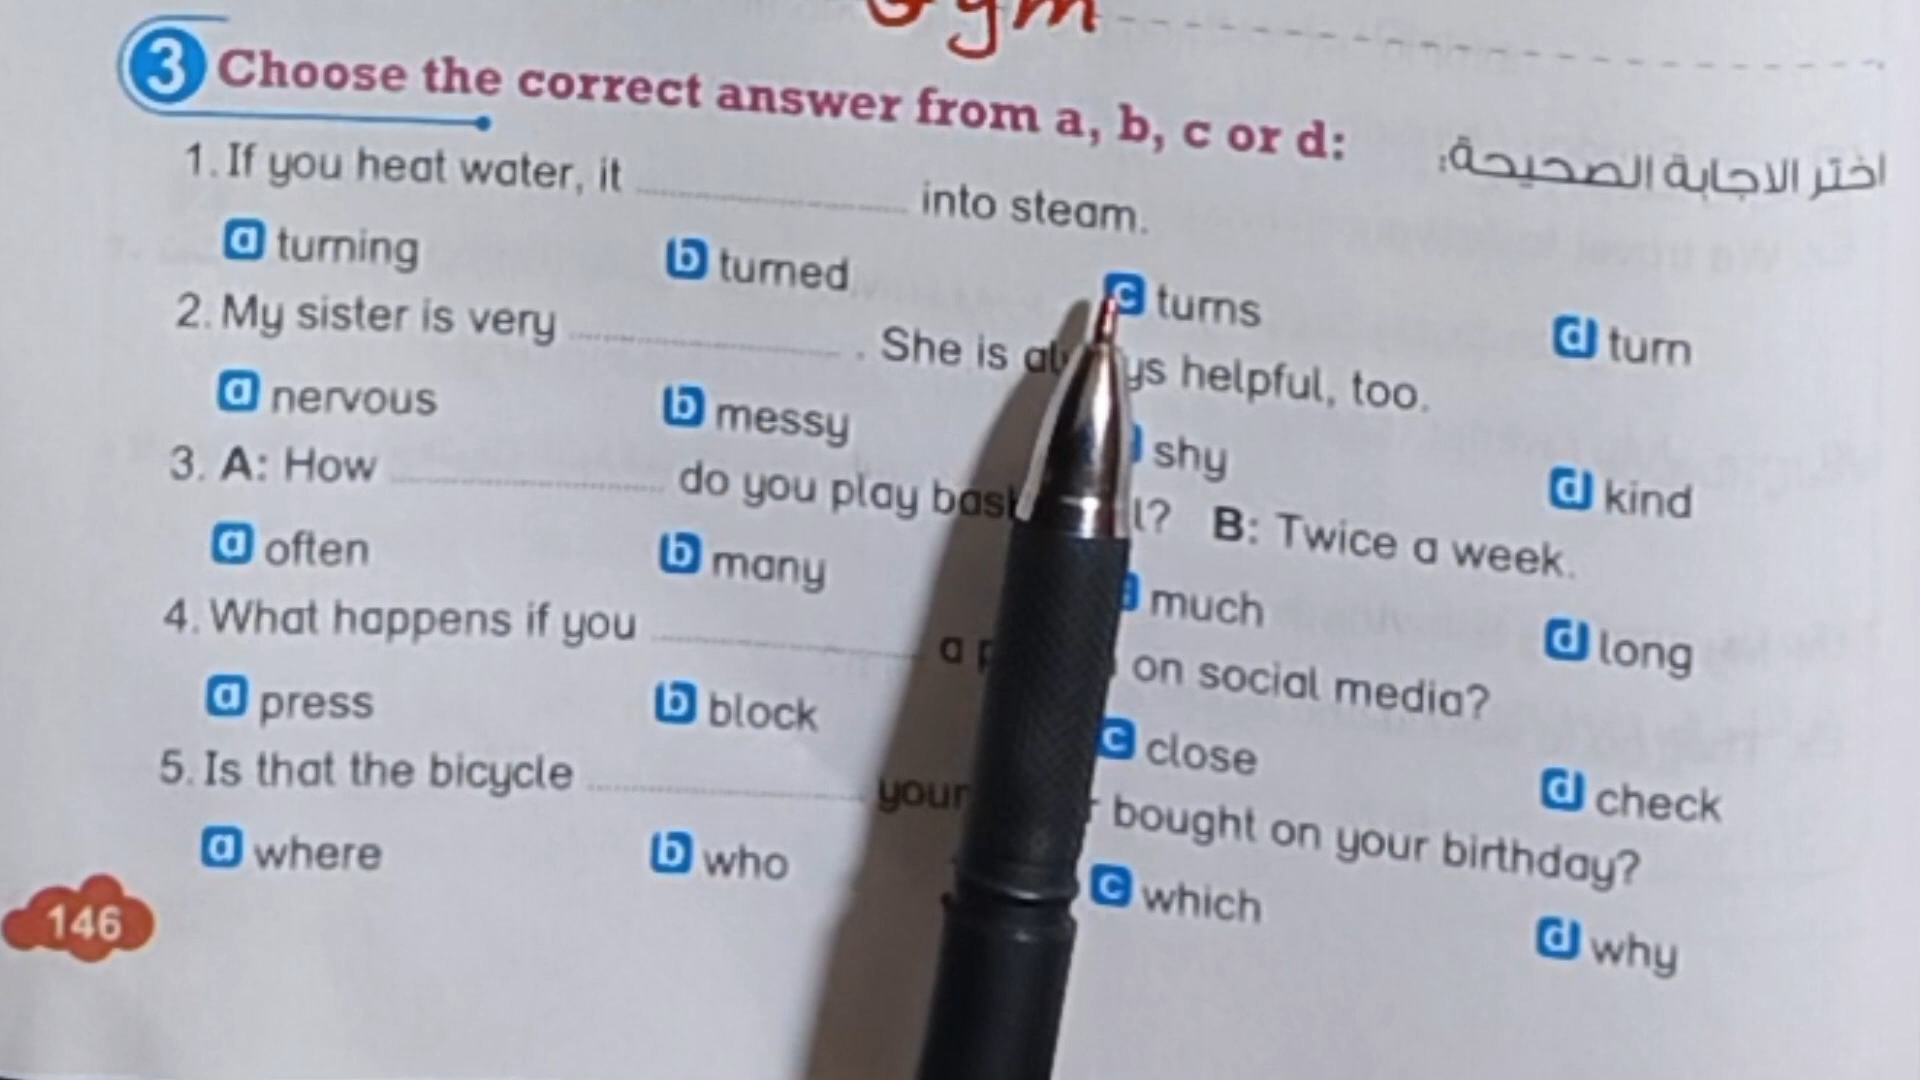 gym
3 Choose the correct answer from a, b, c or d:
اختر الاجابة الصحيحة:
1. If you heat water, it ............ into steam.
a turning b turned c turns d turn
2. My sister is very ............ . She is always helpful, too.
a nervous b messy shy d kind
3. A: How ............ do you play basketball? B: Twice a week.
a often b many much d long
4. What happens if you ............ a on social media?
a press b block c close d check
5. Is that the bicycle ............ your bought on your birthday?
a where b who c which d why
146